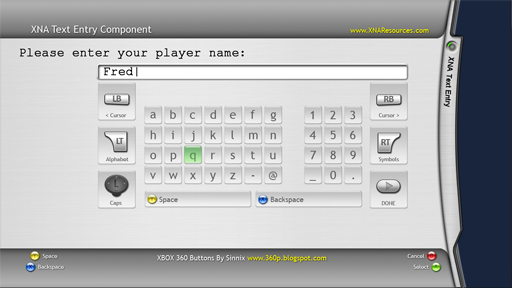 XNA Text Entry Component
www.XNAResources.com
Please enter your player name:
Fred|
XNA Text Entry
LB
< Cursor
RB
Cursor >
a b c d e f g 1 2 3
h i j k l m n 4 5 6
o p q r s t u 7 8 9
v w x y z - @ _ 0 .
LT
Alphabet
RT
Symbols
L
Caps
DONE
Space
Backspace
Space
Backspace
XBOX 360 Buttons By Sinnix www.360p.blogspot.com
Cancel
Select